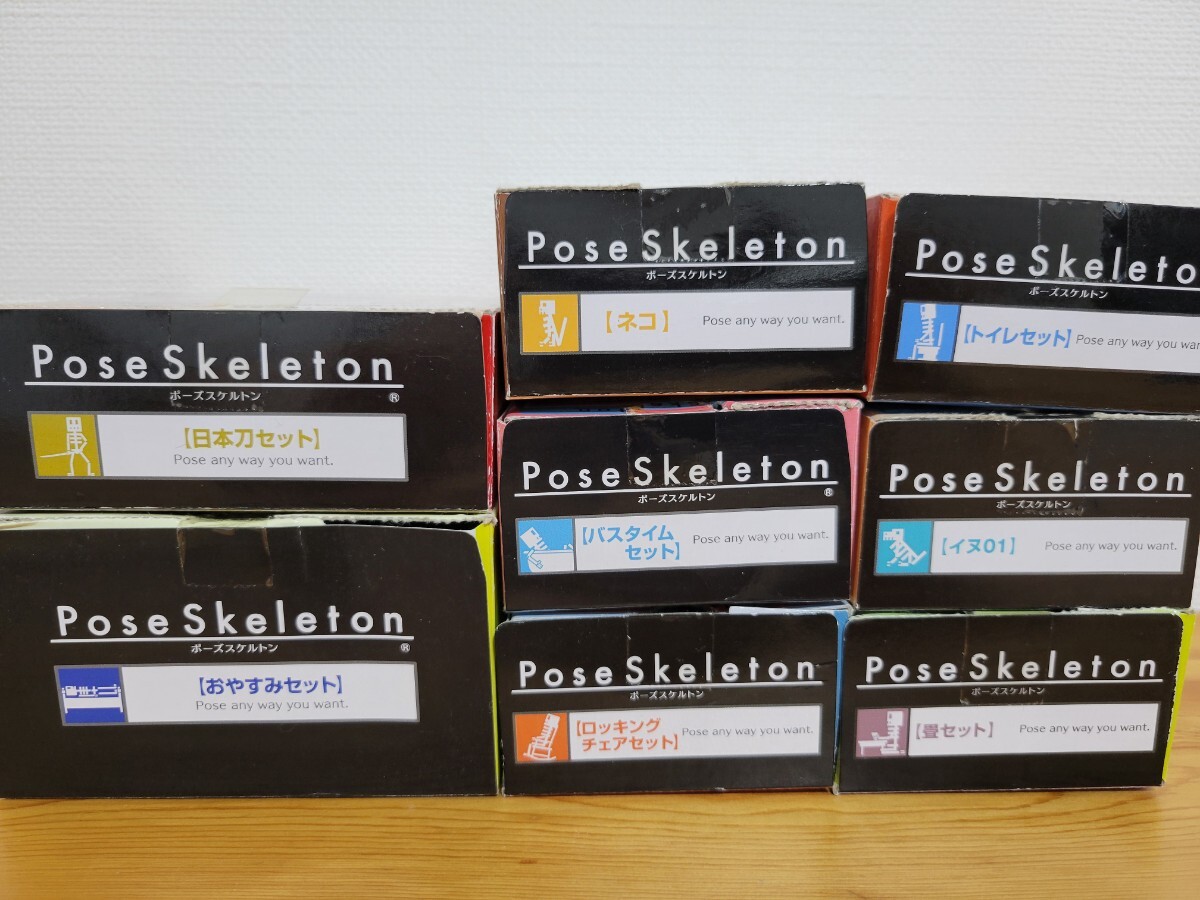 Pose Skeleton
ポーズスケルトン
®
【日本刀セット】
Pose any way you want.
Pose Skeleton
ポーズスケルトン
®
【おやすみセット】
Pose any way you want.
Pose Skeleton
ポーズスケルトン
【ネコ】
Pose any way you want.
Pose Skeleton
ポーズスケルトン
®
【バスタイム
セット】
Pose any way you want.
Pose Skeleton
ポーズスケルトン
【ロッキング
チェアセット】
Pose any way you want.
Pose Skeleto
ポーズスケルトン
【トイレセット】
Pose any way you war
Pose Skeleton
ポーズスケルトン
【イヌ01】
Pose any way you want.
Pose Skeleton
ポーズスケルトン
【畳セット】
Pose any way you want.